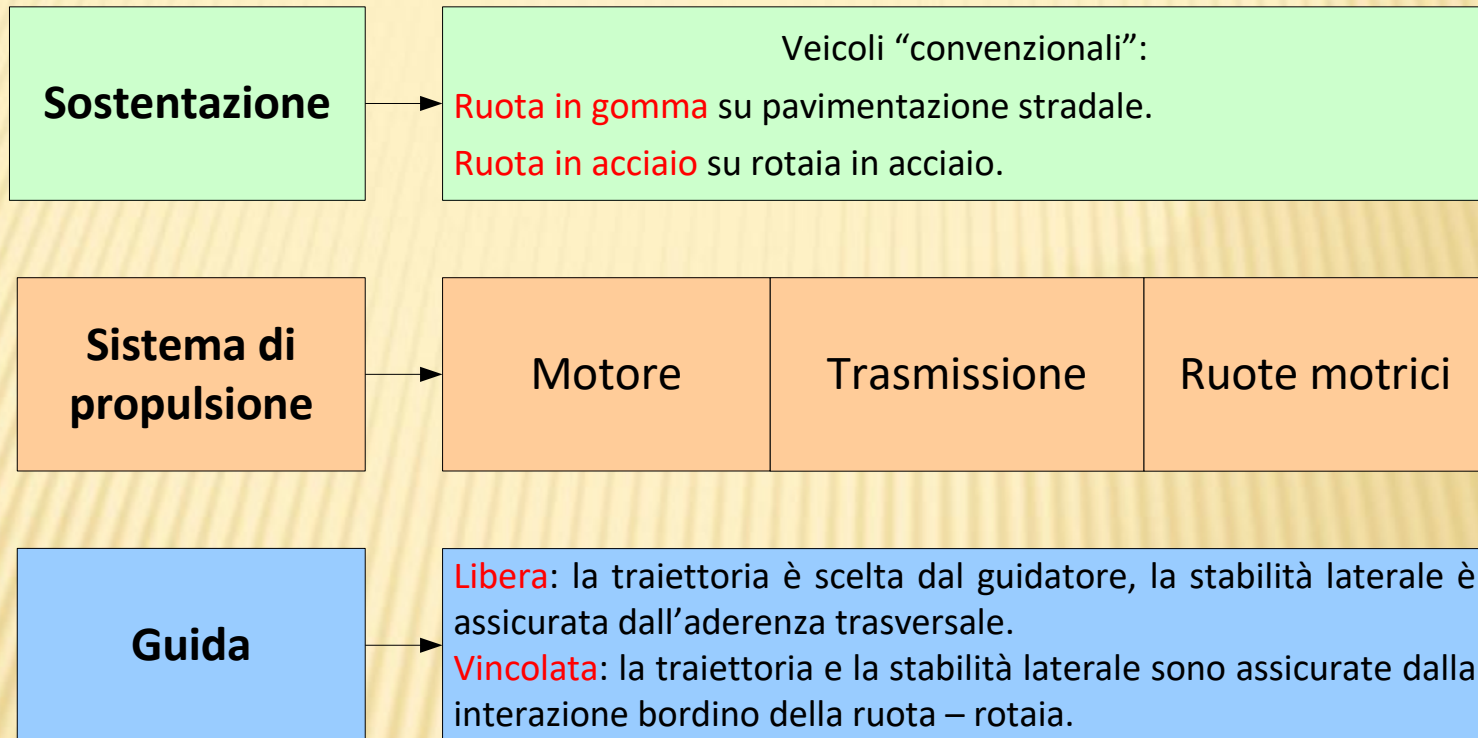 Sostentazione
Veicoli “convenzionali”:
Ruota in gomma su pavimentazione stradale.
Ruota in acciaio su rotaia in acciaio.
Sistema di
propulsione
Motore
Trasmissione
Ruote motrici
Guida
Libera: la traiettoria è scelta dal guidatore, la stabilità laterale è
assicurata dall’aderenza trasversale.
Vincolata: la traiettoria e la stabilità laterale sono assicurate dalla
interazione bordino della ruota – rotaia.